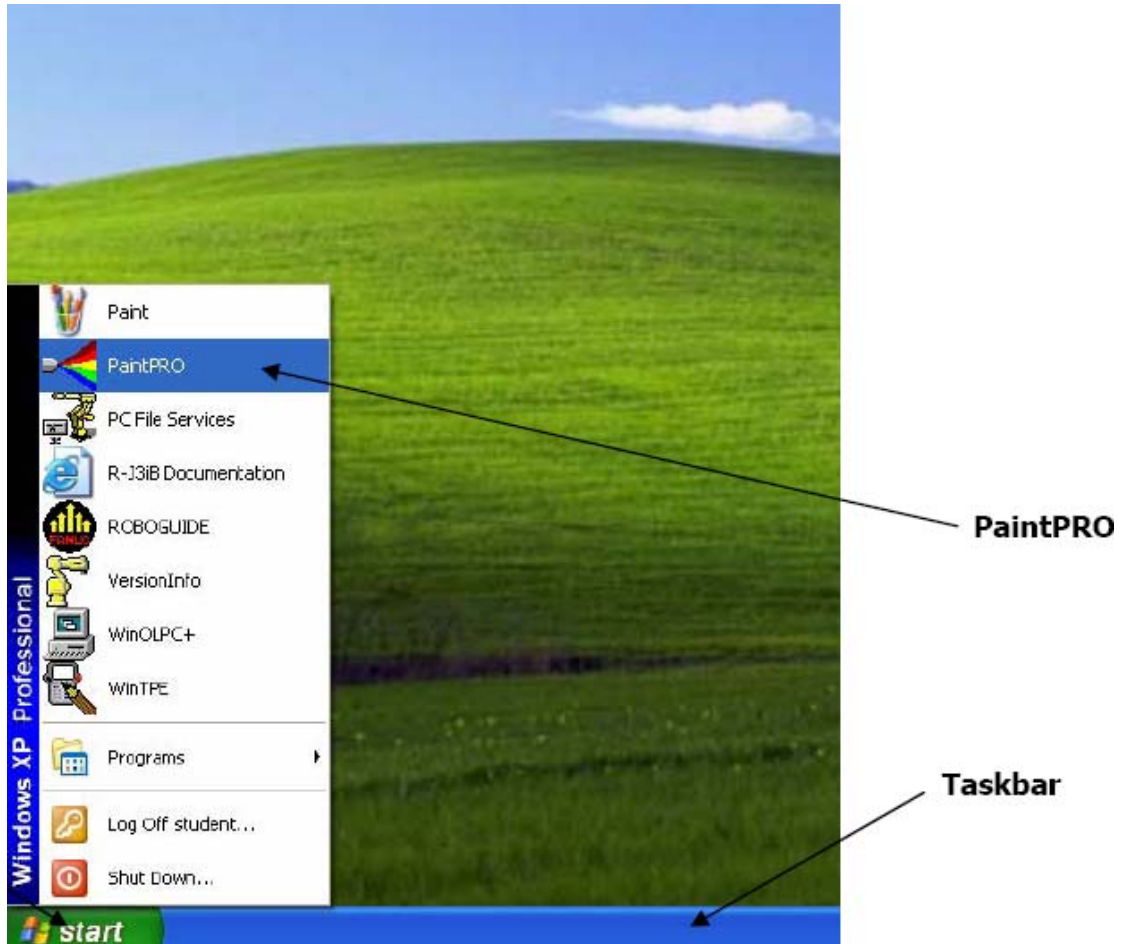 Paint
PaintPRO
PC File Services
R-J3iB Documentation
FANUC
ROBOGUIDE
VersionInfo
WinOLPC+
WinTPE
Programs
Log Off student...
Shut Down...
Windows XP Professional
start
PaintPRO
Taskbar